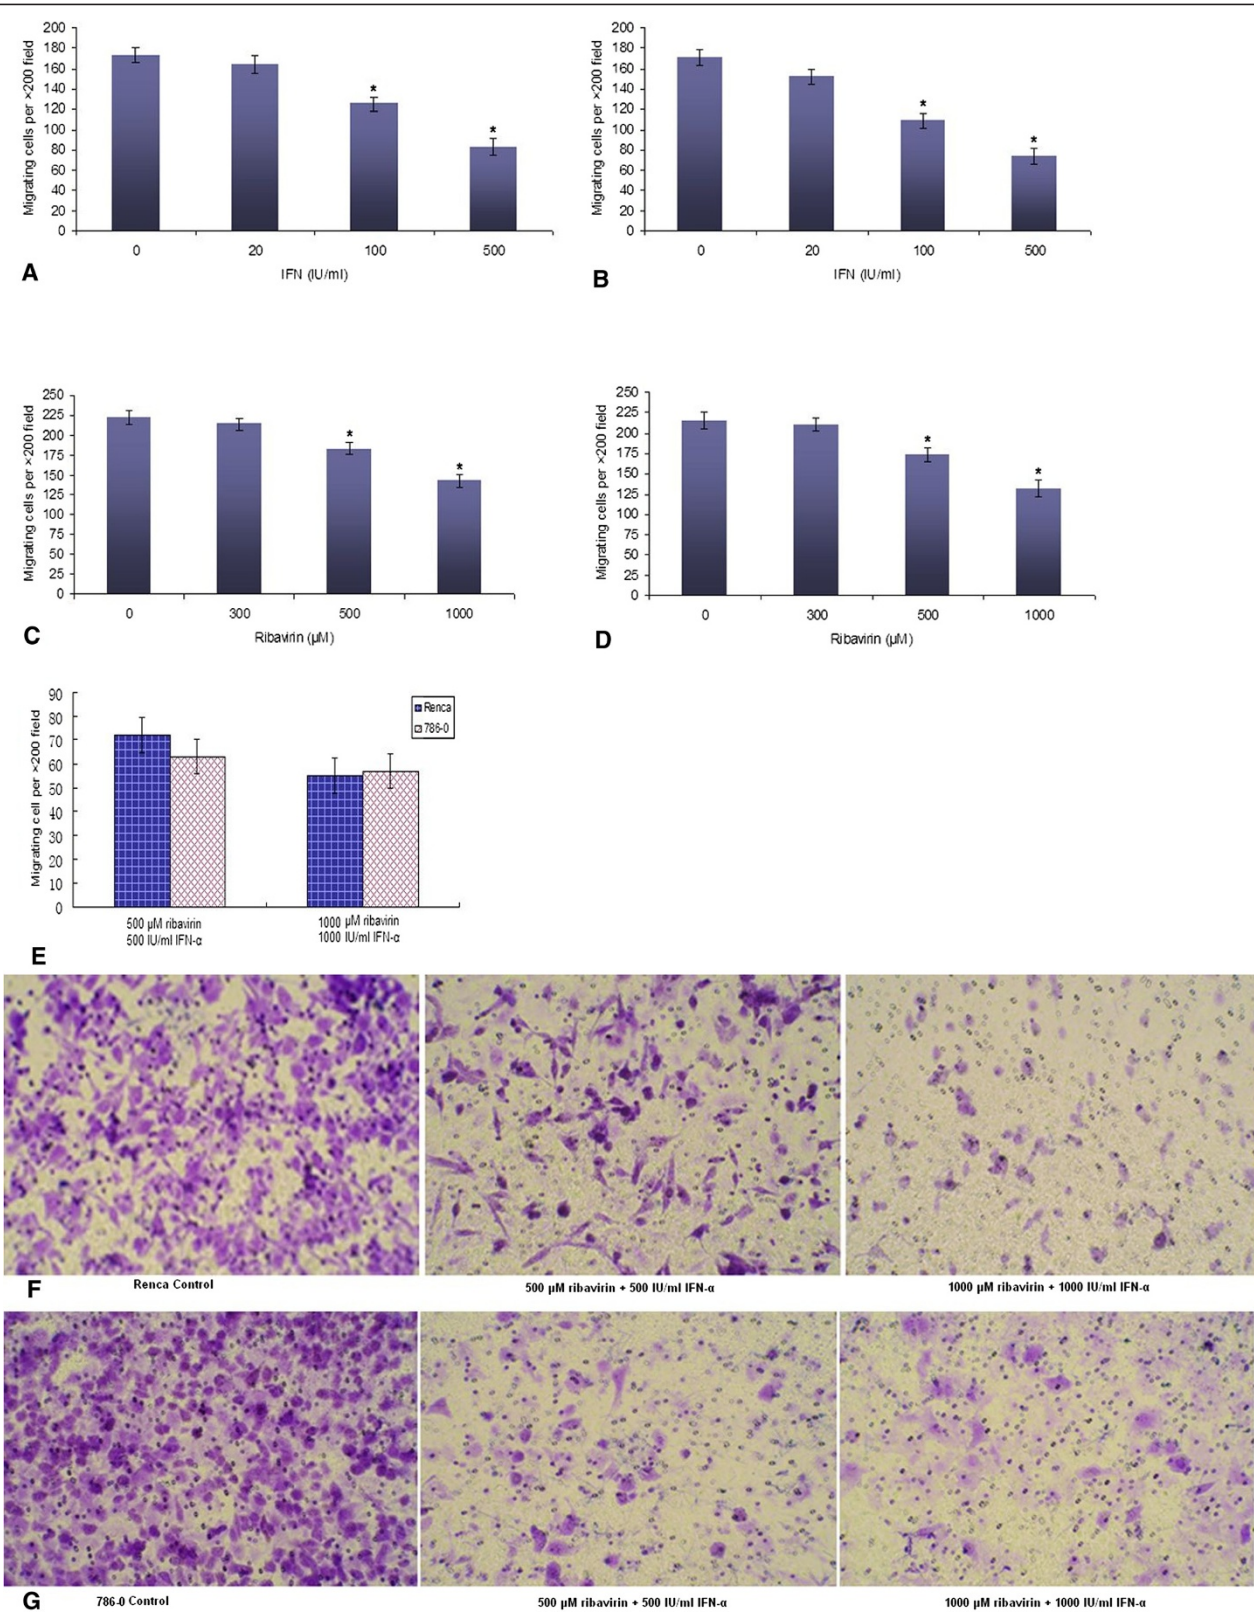 Migrating cells per ×200 field
200
180
160
140
120
100
80
60
40
20
0
*
*
0 20 100 500
IFN (IU/ml)
A
Migrating cells per ×200 field
200
180
160
140
120
100
80
60
40
20
0
*
*
0 20 100 500
IFN (IU/ml)
B
Migrating cells per ×200 field
250
225
200
175
150
125
100
75
50
25
0
*
*
0 300 500 1000
Ribavirin (µM)
C
Migrating cells per ×200 field
250
225
200
175
150
125
100
75
50
25
0
*
*
0 300 500 1000
Ribavirin (µM)
D
Migrating cell per ×200 field
90
80
70
60
50
40
30
20
10
0
Renca
786-0
500 µM ribavirin
500 IU/ml IFN-α
1000 µM ribavirin
1000 IU/ml IFN-α
E
Renca Control
500 µM ribavirin + 500 IU/ml IFN-α
1000 µM ribavirin + 1000 IU/ml IFN-α
F
786-0 Control
500 µM ribavirin + 500 IU/ml IFN-α
1000 µM ribavirin + 1000 IU/ml IFN-α
G